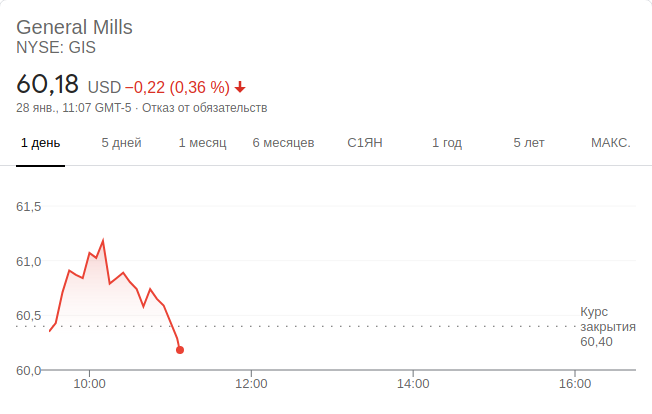 General Mills
NYSE: GIS
60,18 USD −0,22 (0,36 %)
28 янв., 11:07 GMT-5 · Отказ от обязательств
1 день 5 дней 1 месяц 6 месяцев С1ЯН 1 год 5 лет МАКС.
61,5
61,0
60,5
60,0
Курс
закрытия
60,40
10:00 12:00 14:00 16:00